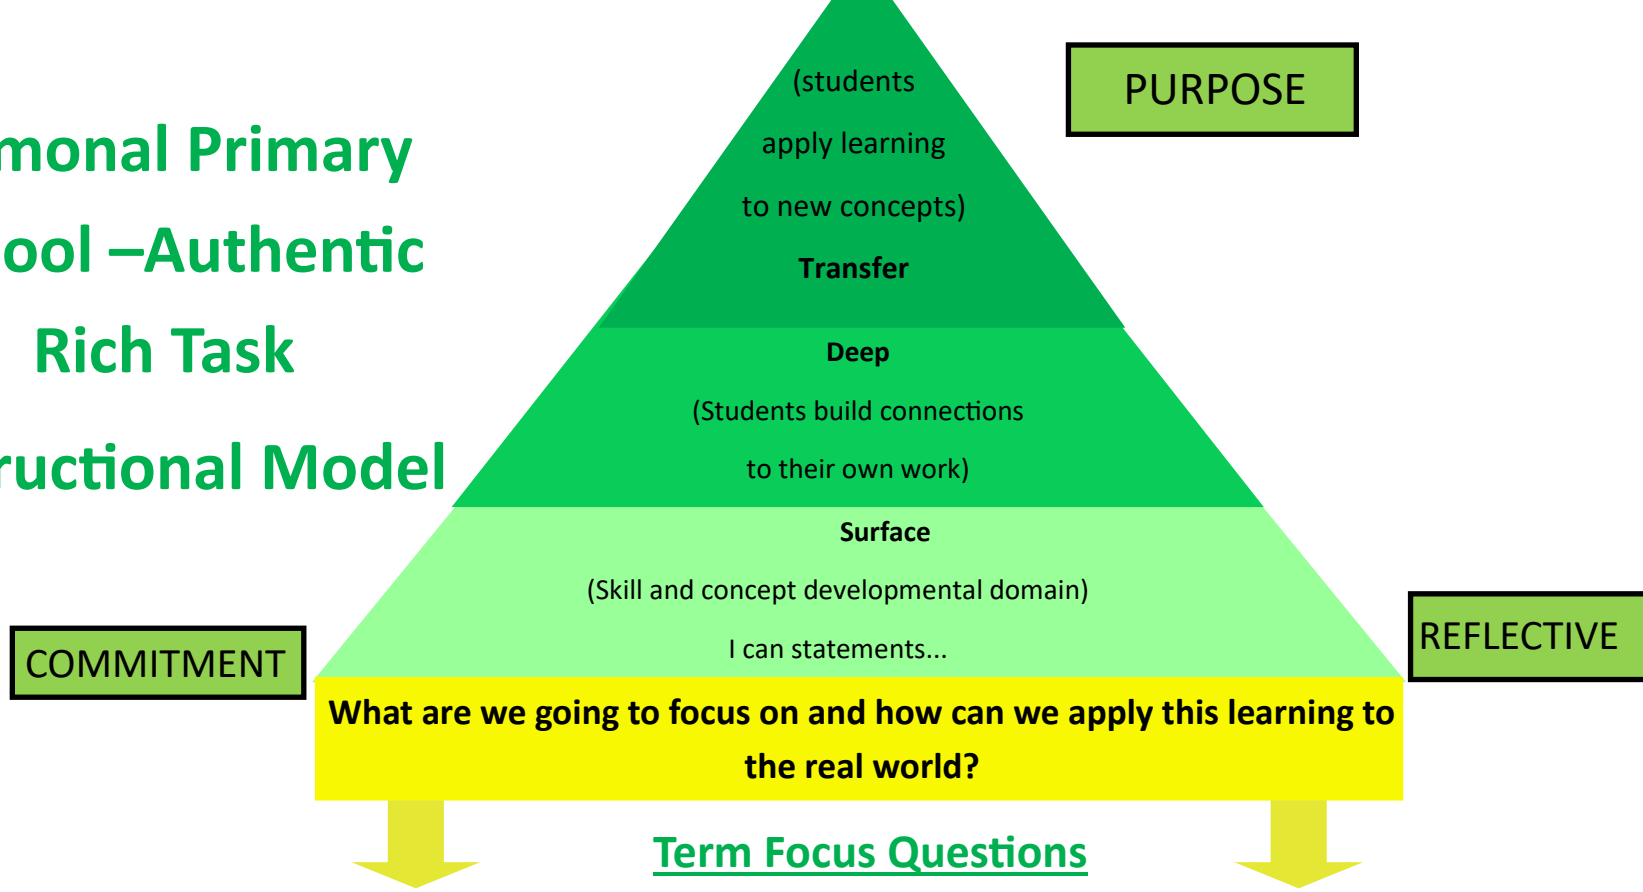 monal Primary
ool –Authentic
Rich Task
ructional Model
(students
apply learning
to new concepts)
Transfer
PURPOSE
Deep
(Students build connections
to their own work)
Surface
(Skill and concept developmental domain)
I can statements...
COMMITMENT
REFLECTIVE
What are we going to focus on and how can we apply this learning to
the real world?
Term Focus Questions